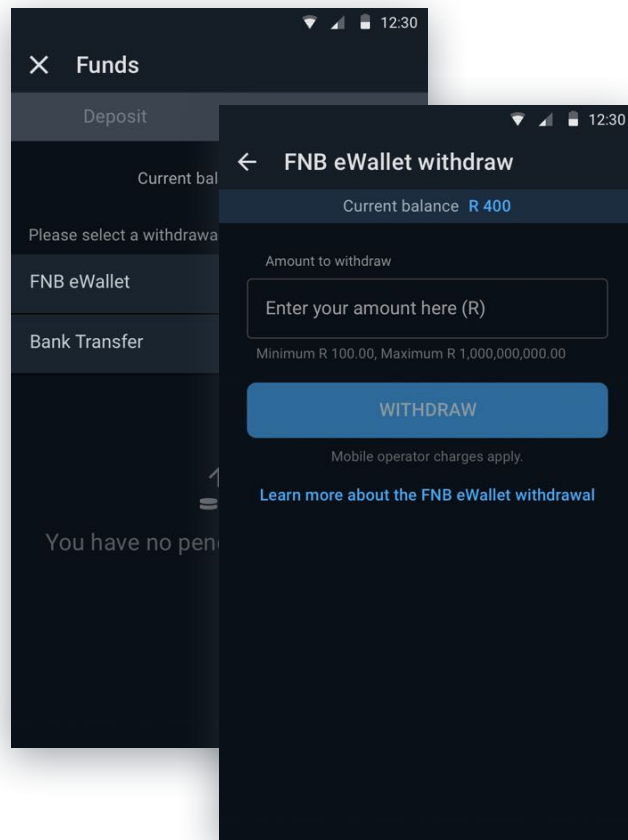 12:30
Funds
Deposit
Current bal
Please select a withdrawa
FNB eWallet
Bank Transfer
You have no pen
12:30
FNB eWallet withdraw
Current balance R 400
Amount to withdraw
Enter your amount here (R)
Minimum R 100.00, Maximum R 1,000,000,000.00
WITHDRAW
Mobile operator charges apply.
Learn more about the FNB eWallet withdrawal